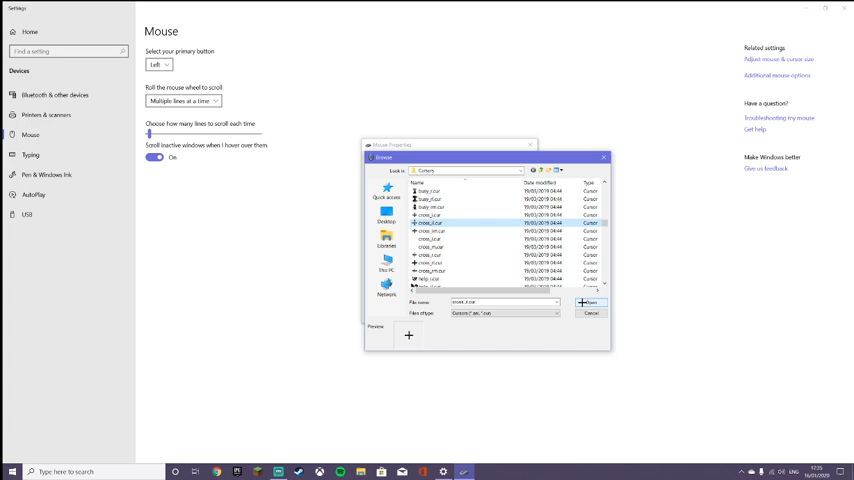 Settings
Home
Find a setting
Devices
Bluetooth & other devices
Printers & scanners
Mouse
Typing
Pen & Windows Ink
AutoPlay
USB
Mouse
Select your primary button
Left
Roll the mouse wheel to scroll
Multiple lines at a time
Choose how many lines to scroll each time
Scroll inactive windows when I hover over them
On
Related settings
Adjust mouse & cursor size
Additional mouse options
Have a question?
Troubleshooting my mouse
Get help
Make Windows better
Give us feedback
Mouse Properties
Browse
Look in: Cursors
Quick access
Desktop
Libraries
This PC
Network
Name Date modified Type
busy_r.cur 19/03/2019 04:44 Cursor
busy_rl.cur 19/03/2019 04:44 Cursor
busy_rm.cur 19/03/2019 04:44 Cursor
cross_i.cur 19/03/2019 04:44 Cursor
cross_il.cur 19/03/2019 04:44 Cursor
cross_im.cur 19/03/2019 04:44 Cursor
cross_l.cur 19/03/2019 04:44 Cursor
cross_m.cur 19/03/2019 04:44 Cursor
cross_r.cur 19/03/2019 04:44 Cursor
cross_rl.cur 19/03/2019 04:44 Cursor
cross_rm.cur 19/03/2019 04:44 Cursor
help_i.cur 19/03/2019 04:44 Cursor
File name: cross_il.cur Open
Files of type: Cursors (*.ani, *.cur) Cancel
Preview:
Type here to search
ENG
17:35
16/01/2020